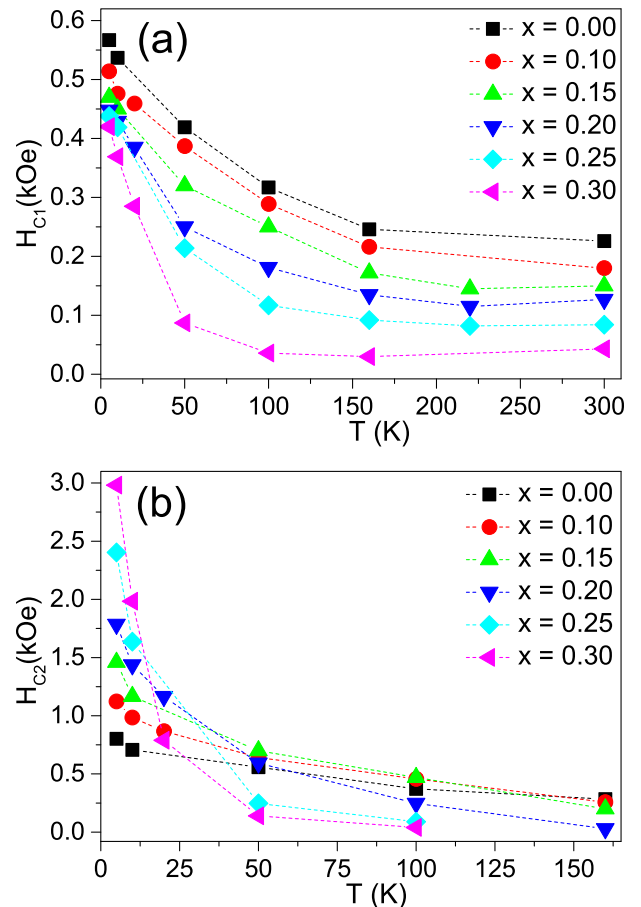 (a)
x = 0.00
x = 0.10
x = 0.15
x = 0.20
x = 0.25
x = 0.30
0.6
0.5
0.4
0.3
0.2
0.1
0.0
H_C1(kOe)
0 50 100 150 200 250 300
T (K)
(b)
x = 0.00
x = 0.10
x = 0.15
x = 0.20
x = 0.25
x = 0.30
3.0
2.5
2.0
1.5
1.0
0.5
0.0
H_C2(kOe)
0 25 50 75 100 125 150
T (K)